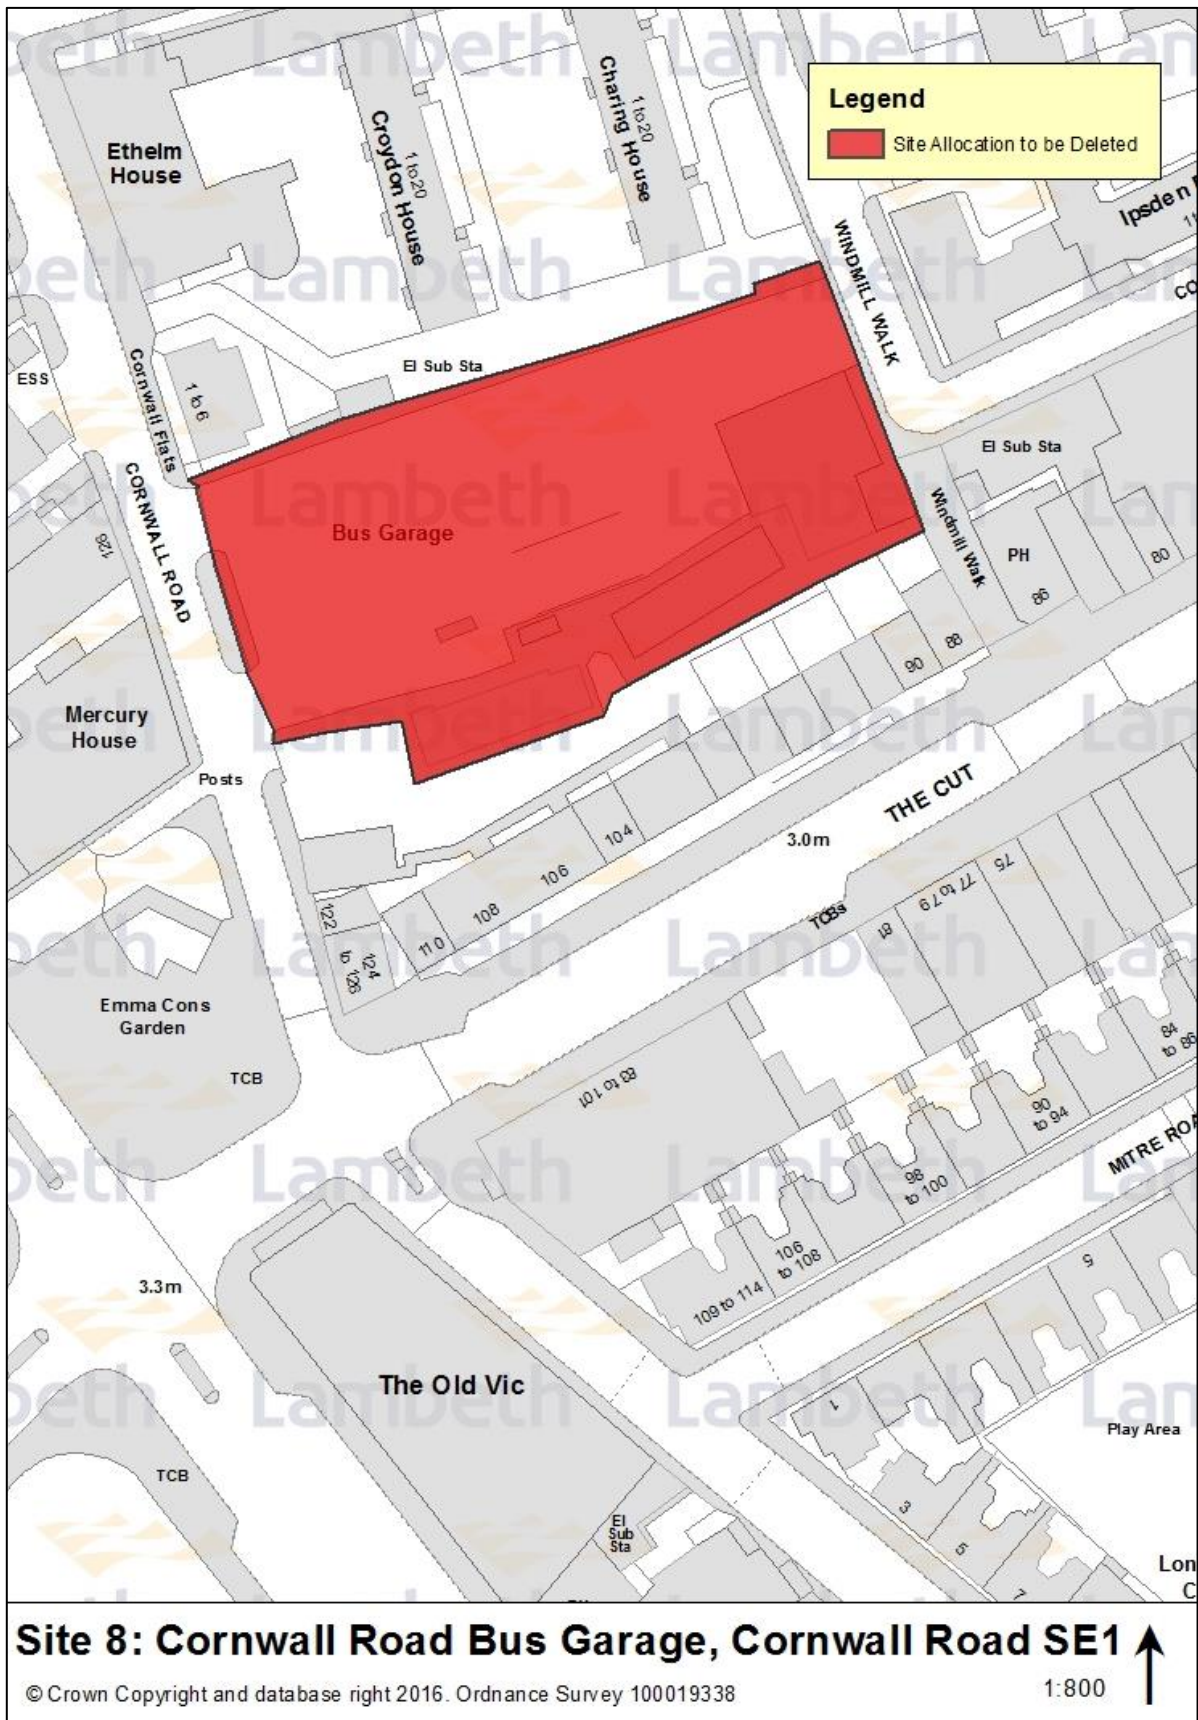 Lambeth
Legend
Site Allocation to be Deleted
Ethelm
House
1 to 20
Croydon House
1 to 20
Charing House
WINDMILL WALK
ESS
Cornwall Flats
1 to 6
El Sub Sta
El Sub Sta
CORNWALL ROAD
126
Bus Garage
Windmill Walk
PH
80
86
88
90
Mercury
House
Posts
THE CUT
3.0m
104
106
108
110
122
124
to 126
TCBs
81
77 to 79
75
Emma Cons
Garden
TCB
83 to 101
84
to 86
90
to 94
98
to 100
106
to 108
109 to 114
3.3m
The Old Vic
TCB
El
Sub
Sta
1
3
5
7
9
Play Area
Site 8: Cornwall Road Bus Garage, Cornwall Road SE1
© Crown Copyright and database right 2016. Ordnance Survey 100019338
1:800